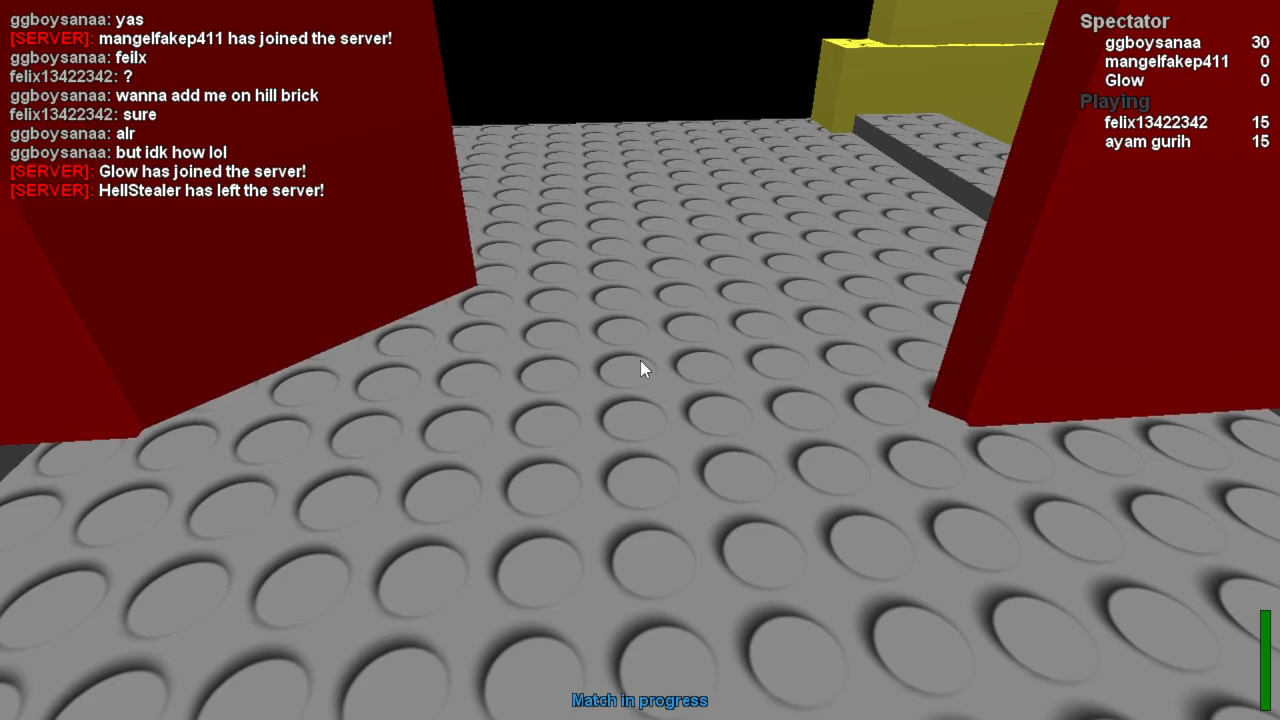 ggboysanaa: yas
[SERVER]: mangelfakep411 has joined the server!
ggboysanaa: feilx
felix13422342: ?
ggboysanaa: wanna add me on hill brick
felix13422342: sure
ggboysanaa: alr
ggboysanaa: but idk how lol
[SERVER]: Glow has joined the server!
[SERVER]: HellStealer has left the server!
Spectator
ggboysanaa 30
mangelfakep411 0
Glow 0
Playing
felix13422342 15
ayam gurih 15
Match in progress